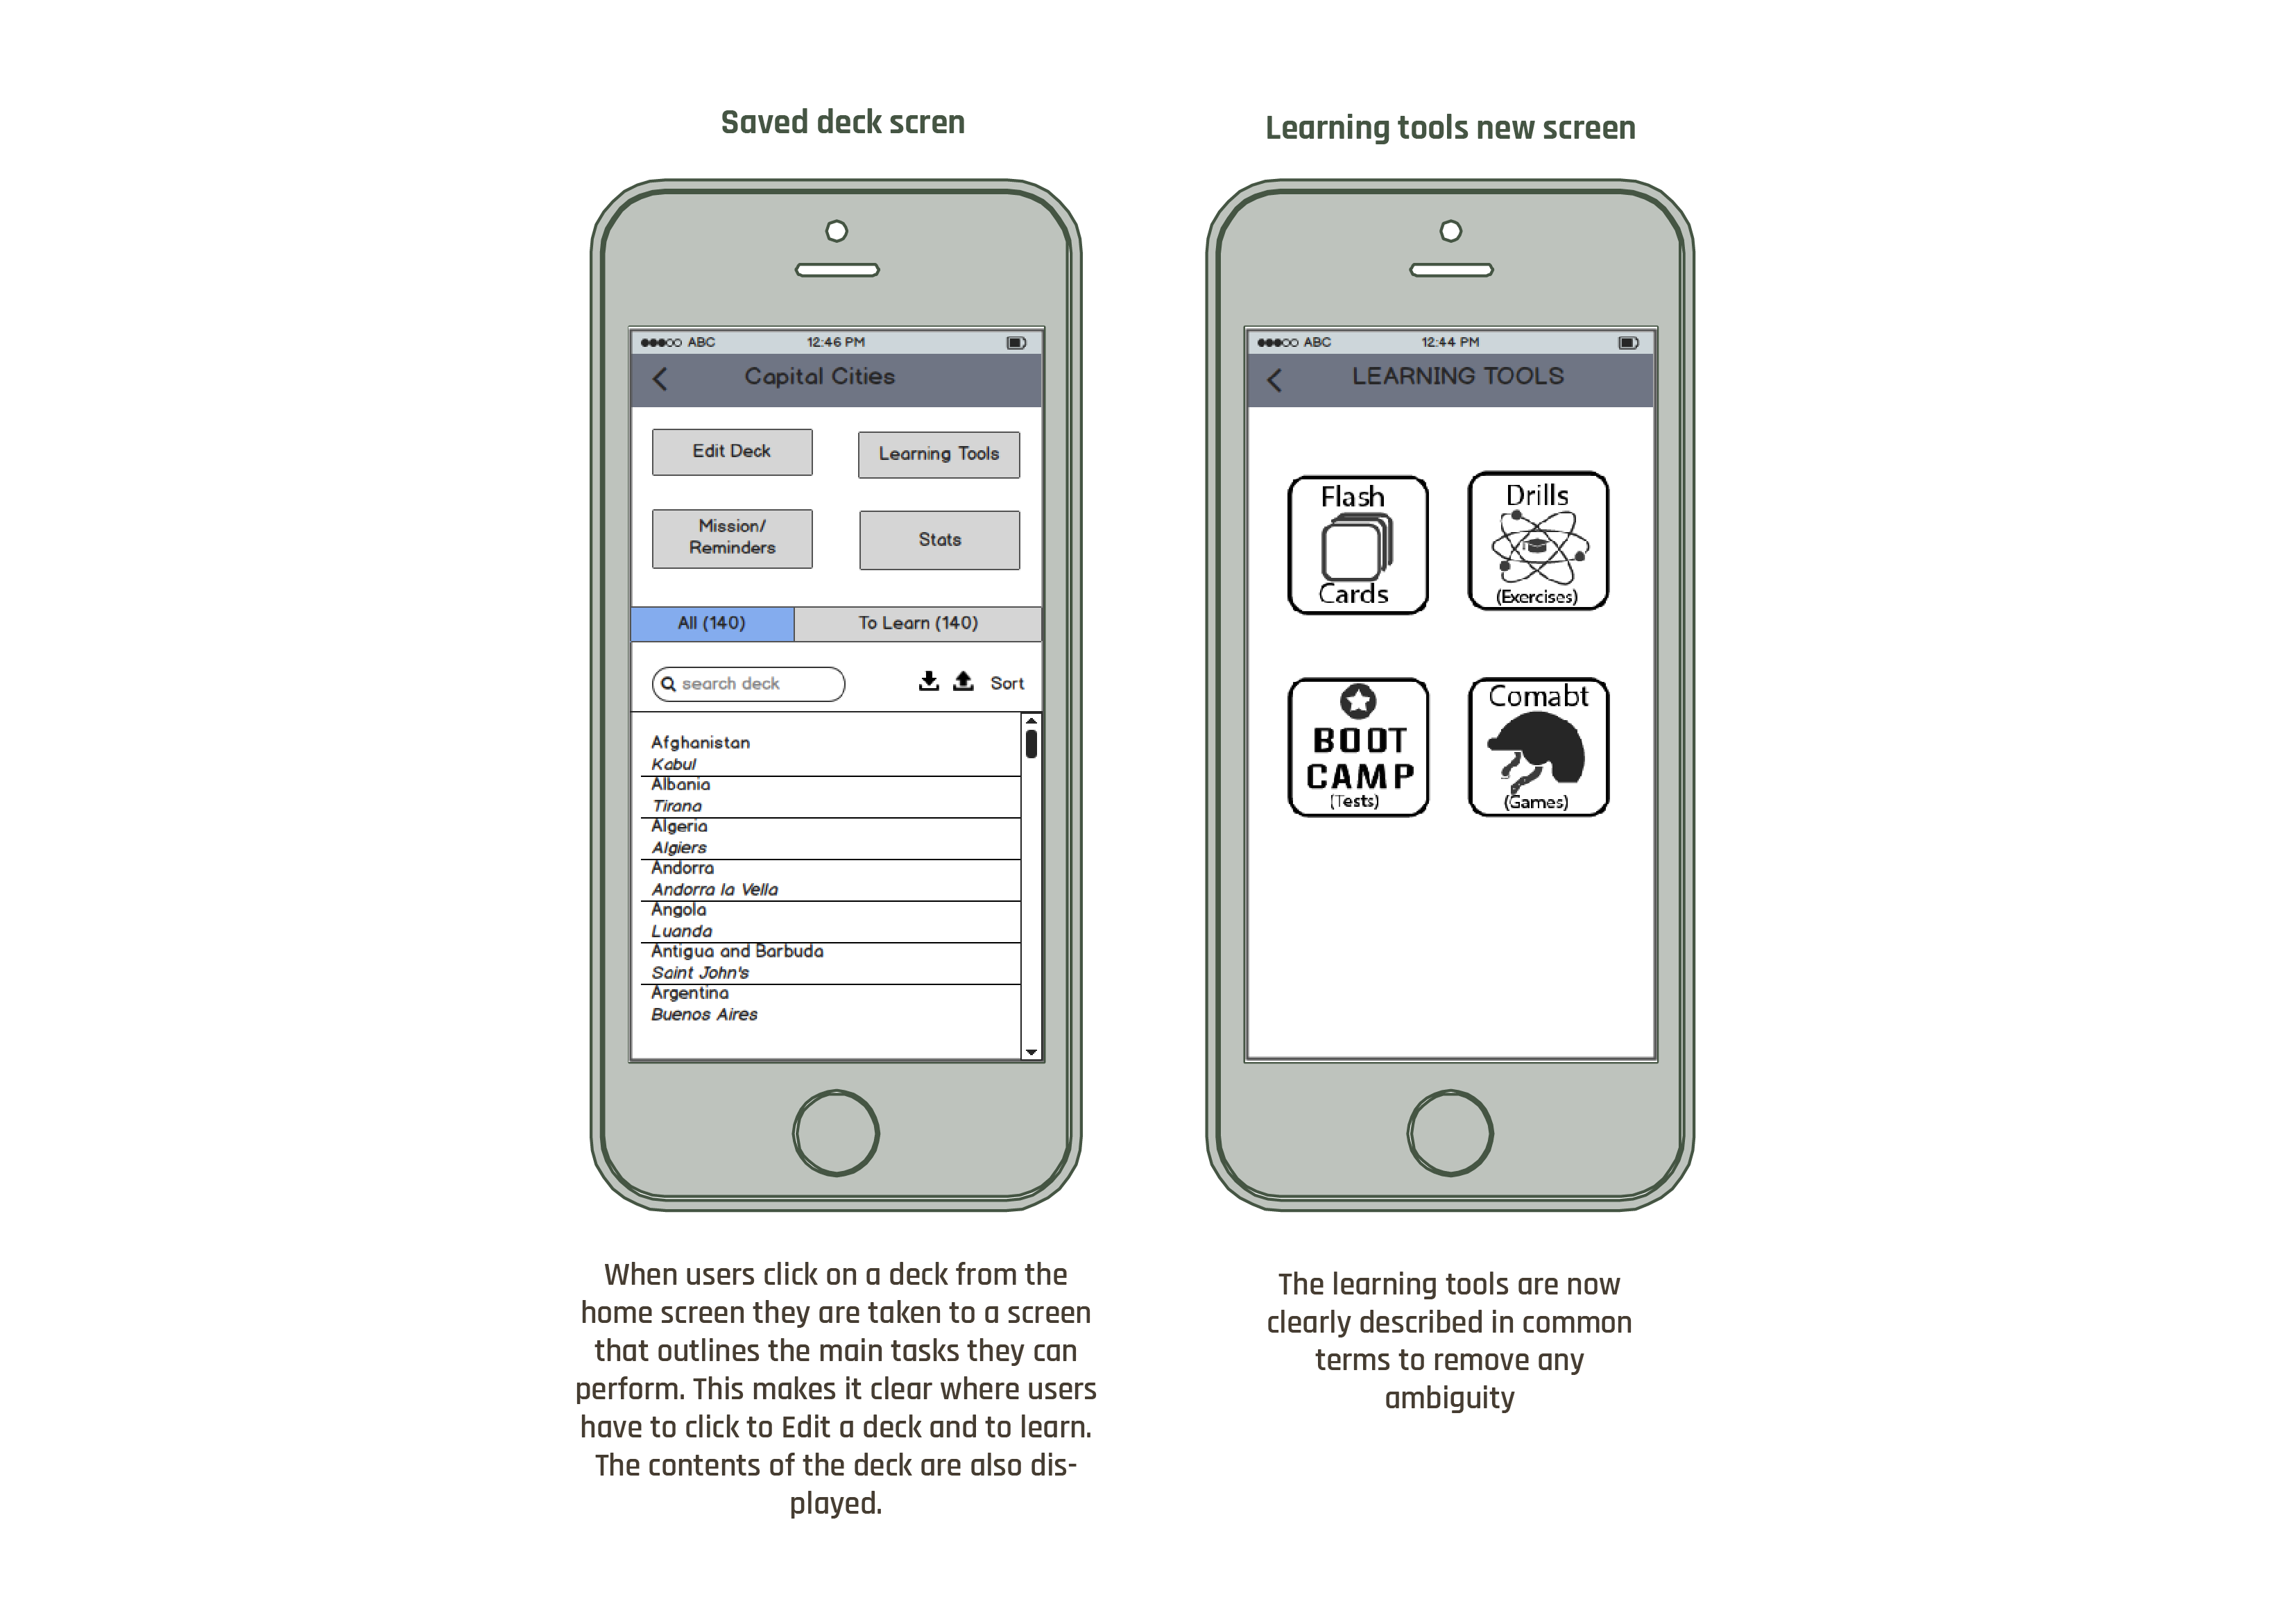 Saved deck scren
ABC 12:46 PM
Capital Cities
Edit Deck
Learning Tools
Mission/
Reminders
Stats
All (140)
To Learn (140)
search deck
Sort
Afghanistan
Kabul
Albania
Tirana
Algeria
Algiers
Andorra
Andorra la Vella
Angola
Luanda
Antigua and Barbuda
Saint John's
Argentina
Buenos Aires
When users click on a deck from the
home screen they are taken to a screen
that outlines the main tasks they can
perform. This makes it clear where users
have to click to Edit a deck and to learn.
The contents of the deck are also dis-
played.
Learning tools new screen
ABC 12:44 PM
LEARNING TOOLS
Flash
Cards
Drills
(Exercises)
BOOT
CAMP
(Tests)
Comabt
(Games)
The learning tools are now
clearly described in common
terms to remove any
ambiguity